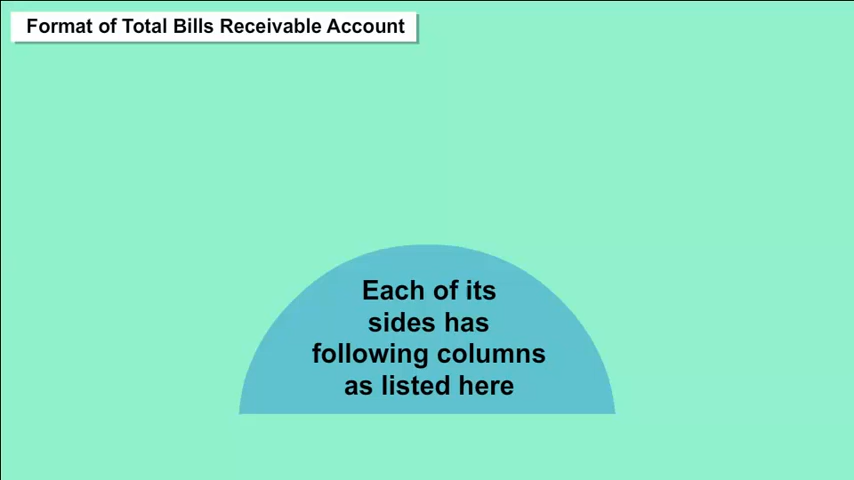 Format of Total Bills Receivable Account
Each of its
sides has
following columns
as listed here